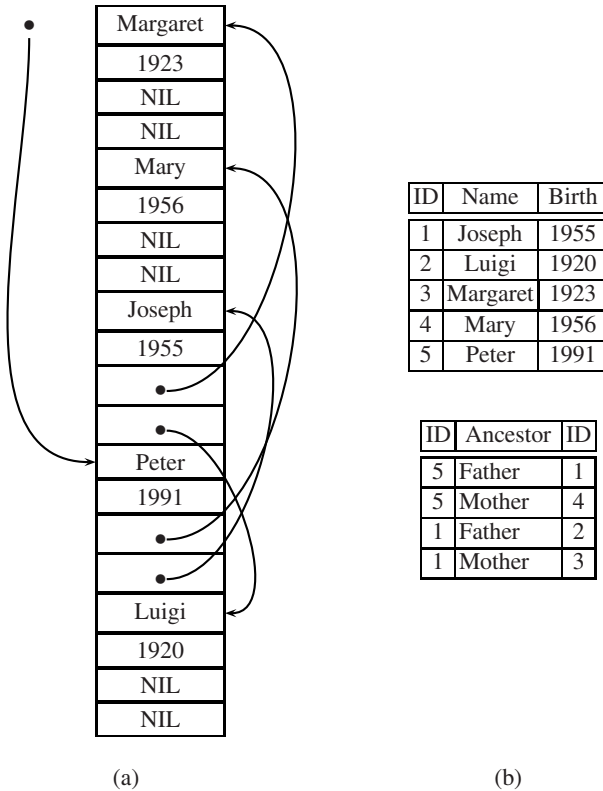 Margaret
1923
NIL
NIL
Mary
1956
NIL
NIL
Joseph
1955
Peter
1991
Luigi
1920
NIL
NIL
(a)
ID Name Birth
1 Joseph 1955
2 Luigi 1920
3 Margaret 1923
4 Mary 1956
5 Peter 1991
ID Ancestor ID
5 Father 1
5 Mother 4
1 Father 2
1 Mother 3
(b)